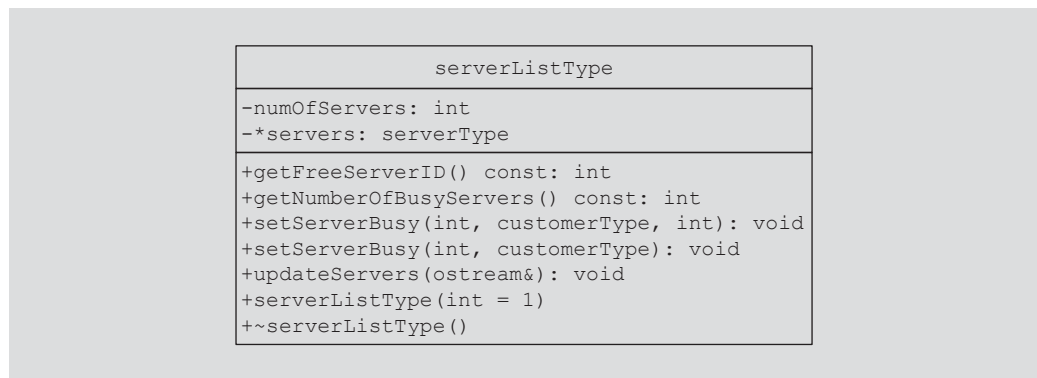 serverListType
-numOfServers: int
-*servers: serverType
+getFreeServerID() const: int
+getNumberOfBusyServers() const: int
+setServerBusy(int, customerType, int): void
+setServerBusy(int, customerType): void
+updateServers(ostream&): void
+serverListType(int = 1)
+~serverListType()